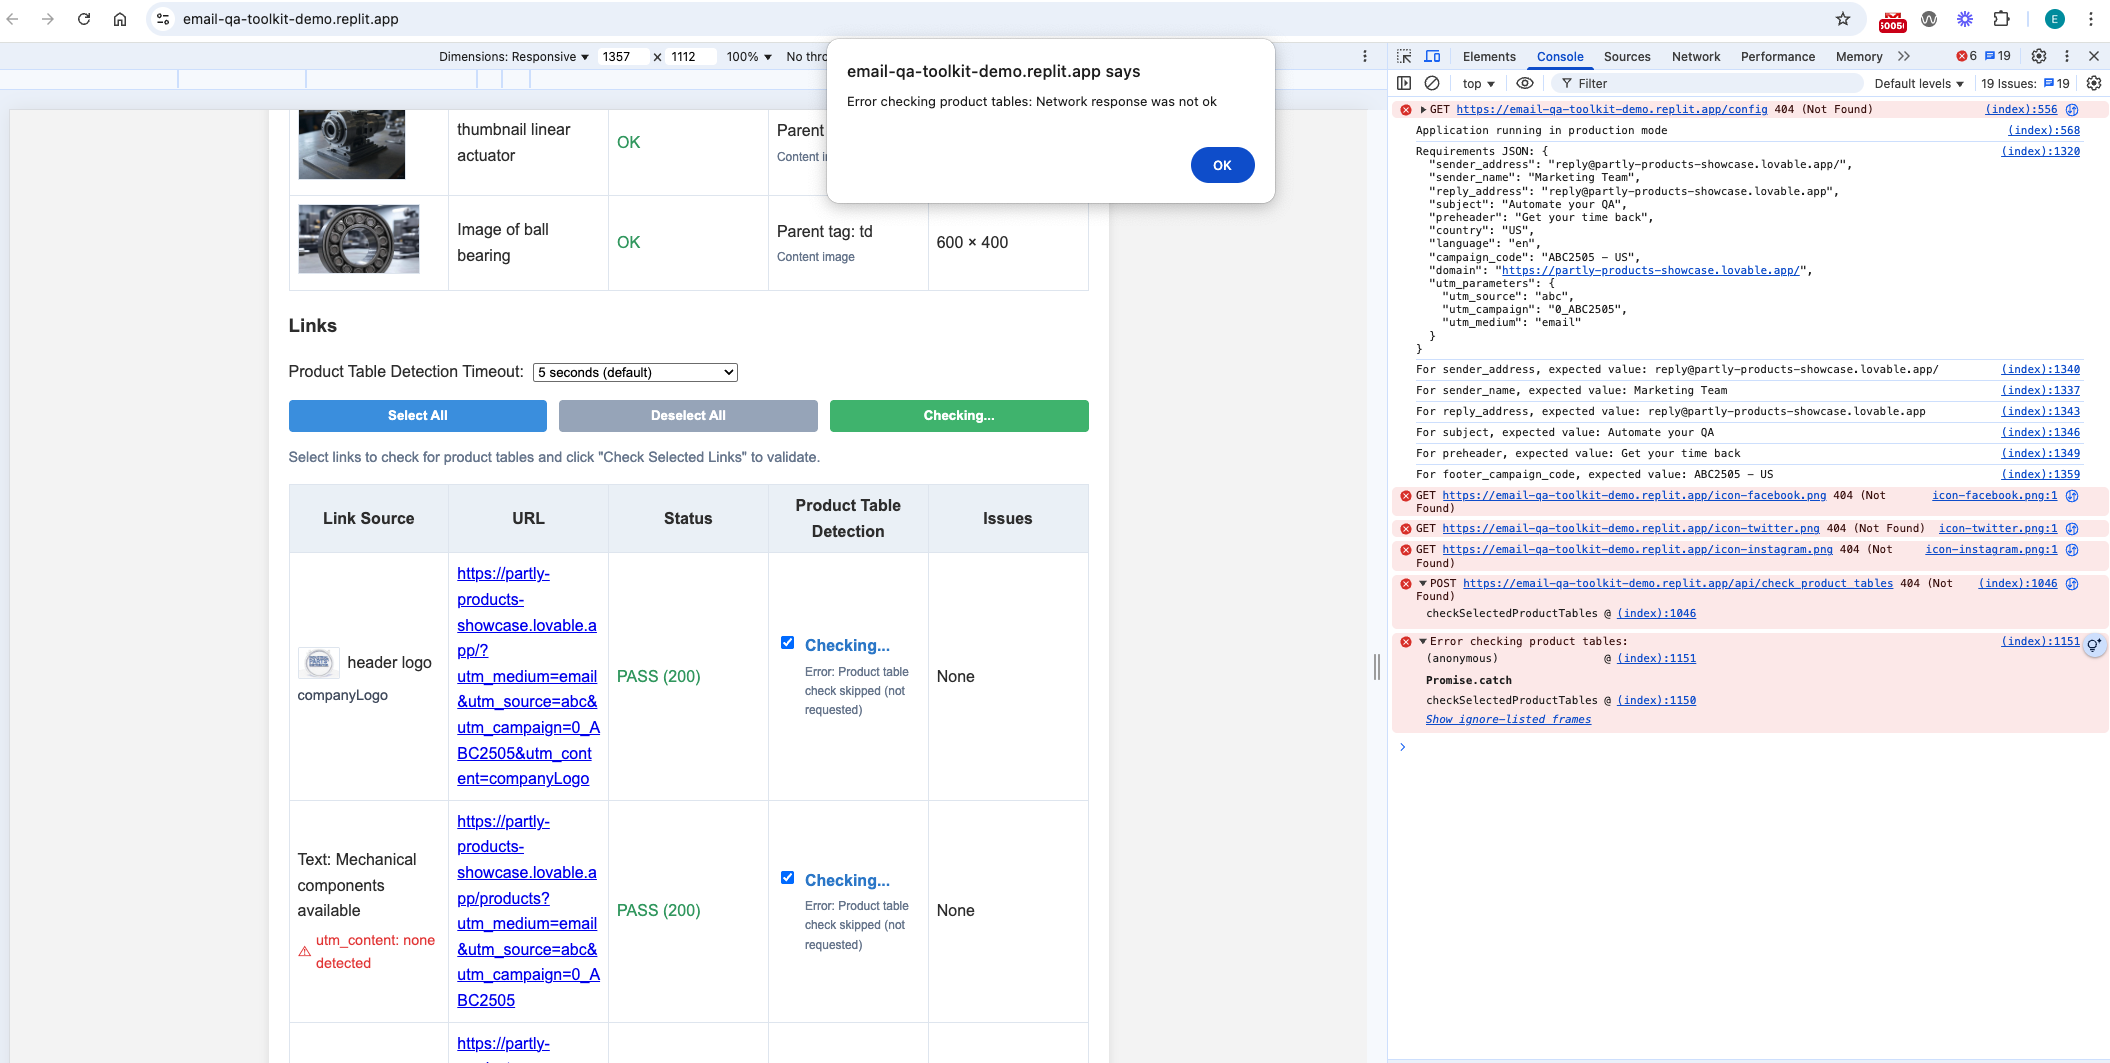 email-qa-toolkit-demo.replit.app
E
Dimensions: Responsive 1357 x 1112 100% No thro
email-qa-toolkit-demo.replit.app says
Error checking product tables: Network response was not ok
OK
thumbnail linear
actuator
OK
Parent
Content
Image of ball
bearing
OK
Parent tag: td
Content image
600 × 400
Links
Product Table Detection Timeout: 5 seconds (default)
Select All
Deselect All
Checking...
Select links to check for product tables and click "Check Selected Links" to validate.
Link Source
URL
Status
Product Table
Detection
Issues
header logo
companyLogo
https://partly-
products-
showcase.lovable.a
pp/?
utm_medium=email
&utm_source=abc&
utm_campaign=0_A
BC2505&utm_cont
ent=companyLogo
PASS (200)
Checking...
Error: Product table
check skipped (not
requested)
None
Text: Mechanical
components
available
utm_content: none
detected
https://partly-
products-
showcase.lovable.a
pp/products?
utm_medium=email
&utm_source=abc&
utm_campaign=0_A
BC2505
PASS (200)
Checking...
Error: Product table
check skipped (not
requested)
None
https://partly-
Elements Console Sources Network Performance Memory 6 19
top Filter Default levels 19 Issues: 19
GET https://email-qa-toolkit-demo.replit.app/config 404 (Not Found) (index):556
Application running in production mode (index):568
Requirements JSON: { (index):1320
"sender_address": "reply@partly-products-showcase.lovable.app/",
"sender_name": "Marketing Team",
"reply_address": "reply@partly-products-showcase.lovable.app",
"subject": "Automate your QA",
"preheader": "Get your time back",
"country": "US",
"language": "en",
"campaign_code": "ABC2505 – US",
"domain": "https://partly-products-showcase.lovable.app/",
"utm_parameters": {
"utm_source": "abc",
"utm_campaign": "0_ABC2505",
"utm_medium": "email"
}
}
For sender_address, expected value: reply@partly-products-showcase.lovable.app/ (index):1340
For sender_name, expected value: Marketing Team (index):1337
For reply_address, expected value: reply@partly-products-showcase.lovable.app (index):1343
For subject, expected value: Automate your QA (index):1346
For preheader, expected value: Get your time back (index):1349
For footer_campaign_code, expected value: ABC2505 – US (index):1359
GET https://email-qa-toolkit-demo.replit.app/icon-facebook.png 404 (Not icon-facebook.png:1
Found)
GET https://email-qa-toolkit-demo.replit.app/icon-twitter.png 404 (Not Found) icon-twitter.png:1
GET https://email-qa-toolkit-demo.replit.app/icon-instagram.png 404 (Not icon-instagram.png:1
Found)
POST https://email-qa-toolkit-demo.replit.app/api/check_product_tables 404 (Not (index):1046
Found)
checkSelectedProductTables @ (index):1046
Error checking product tables: (index):1151
(anonymous) @ (index):1151
Promise.catch
checkSelectedProductTables @ (index):1150
Show ignore-listed frames